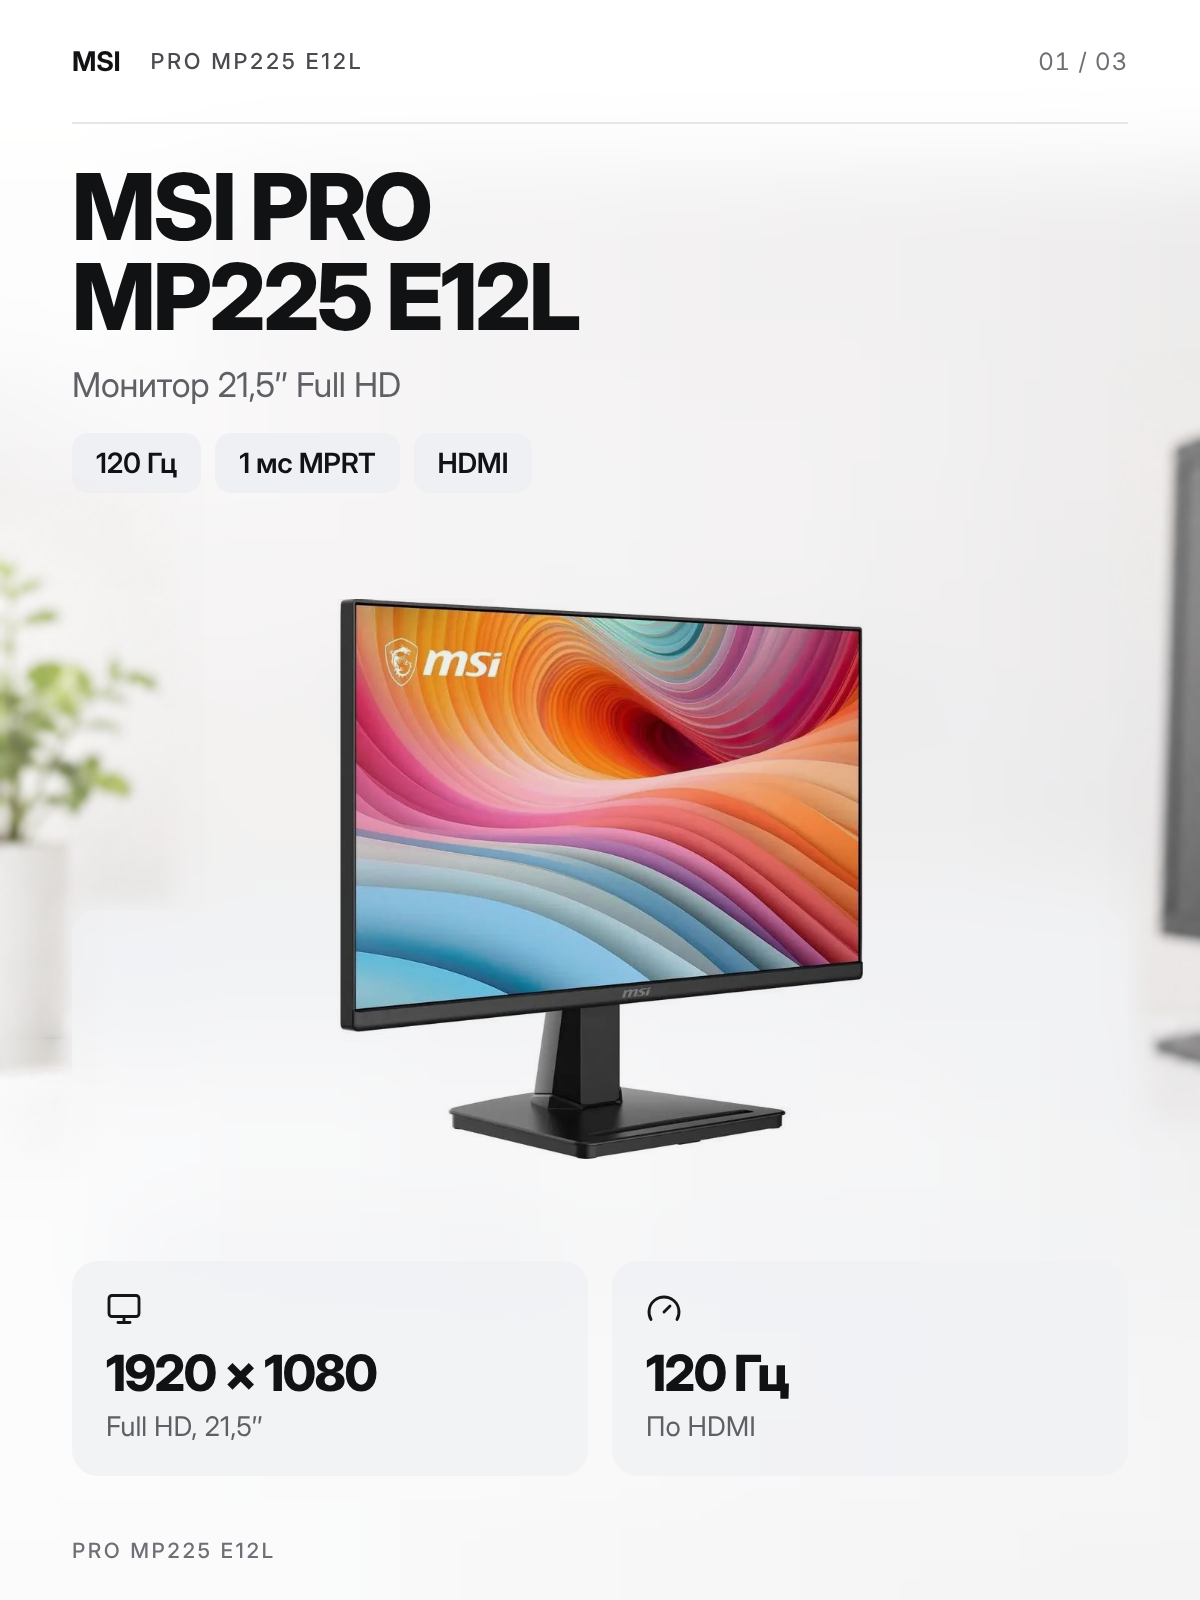 MSI PRO MP225 E12L 01 / 03
MSI PRO
MP225 E12L
Монитор 21,5″ Full HD
120 Гц 1 мс MPRT HDMI
msi
msi
1920 × 1080
Full HD, 21,5″
120 Гц
По HDMI
PRO MP225 E12L